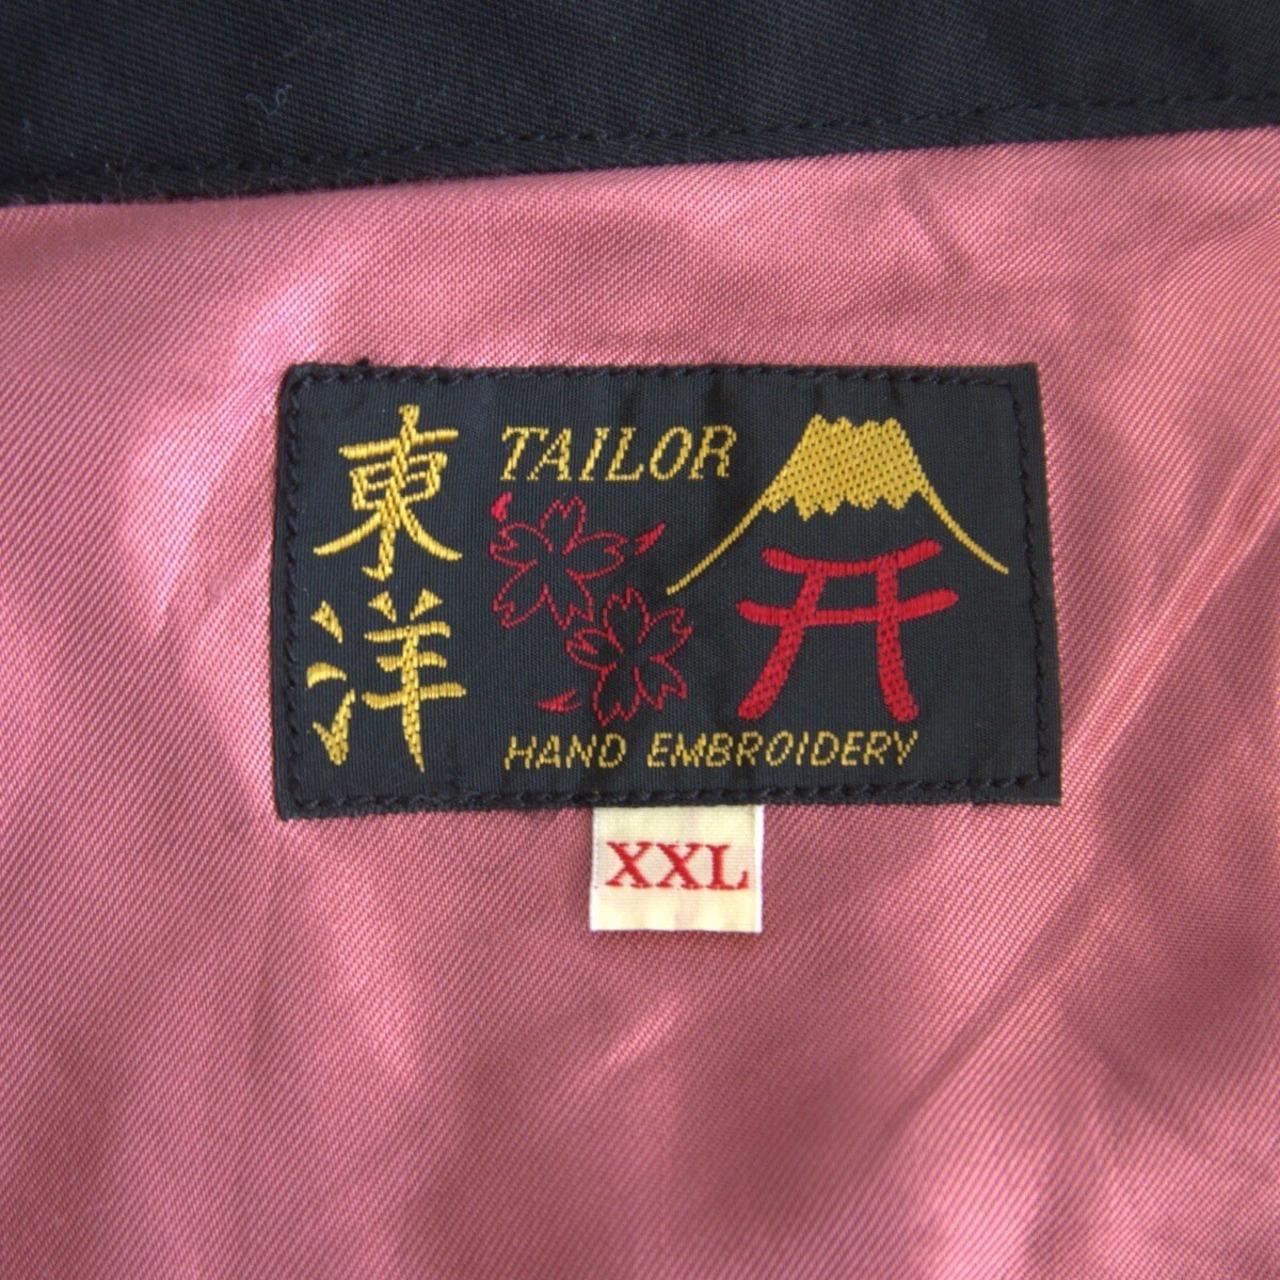 東洋
TAILOR
HAND EMBROIDERY
XXL